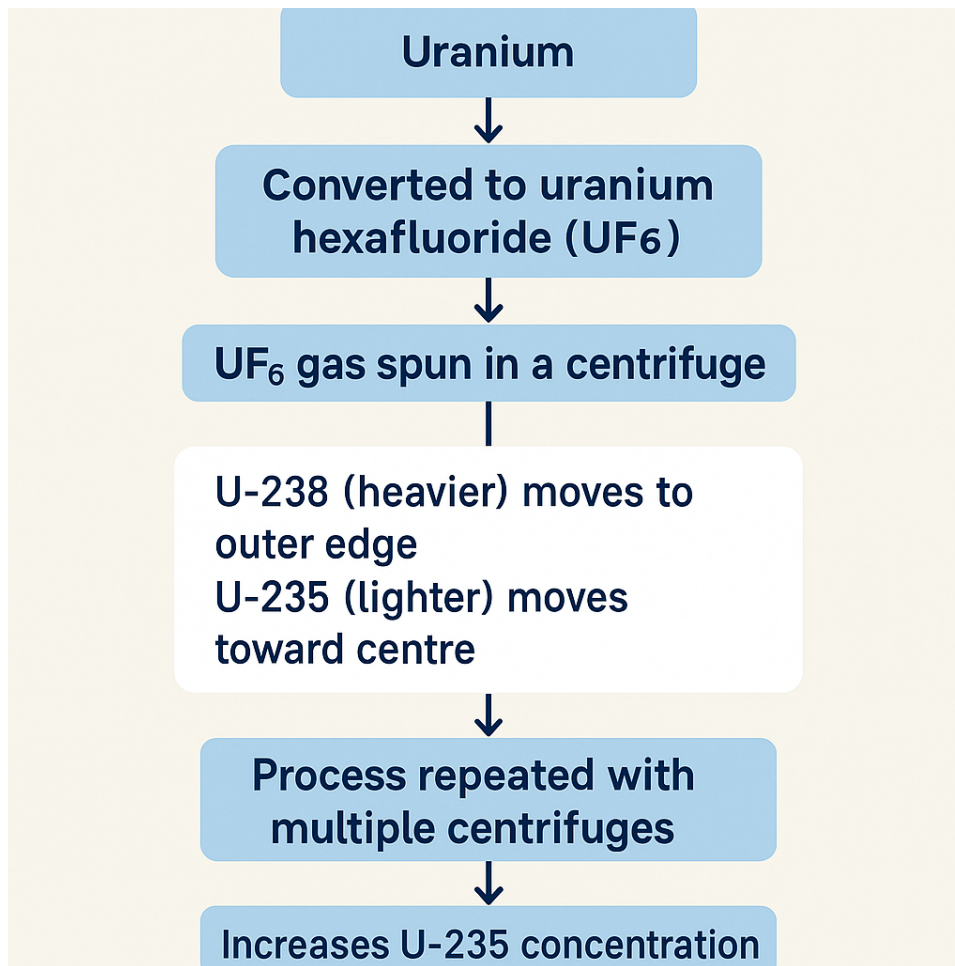 Uranium
Converted to uranium
hexafluoride (UF6)
UF₆ gas spun in a centrifuge
U-238 (heavier) moves to
outer edge
U-235 (lighter) moves
toward centre
Process repeated with
multiple centrifuges
Increases U-235 concentration